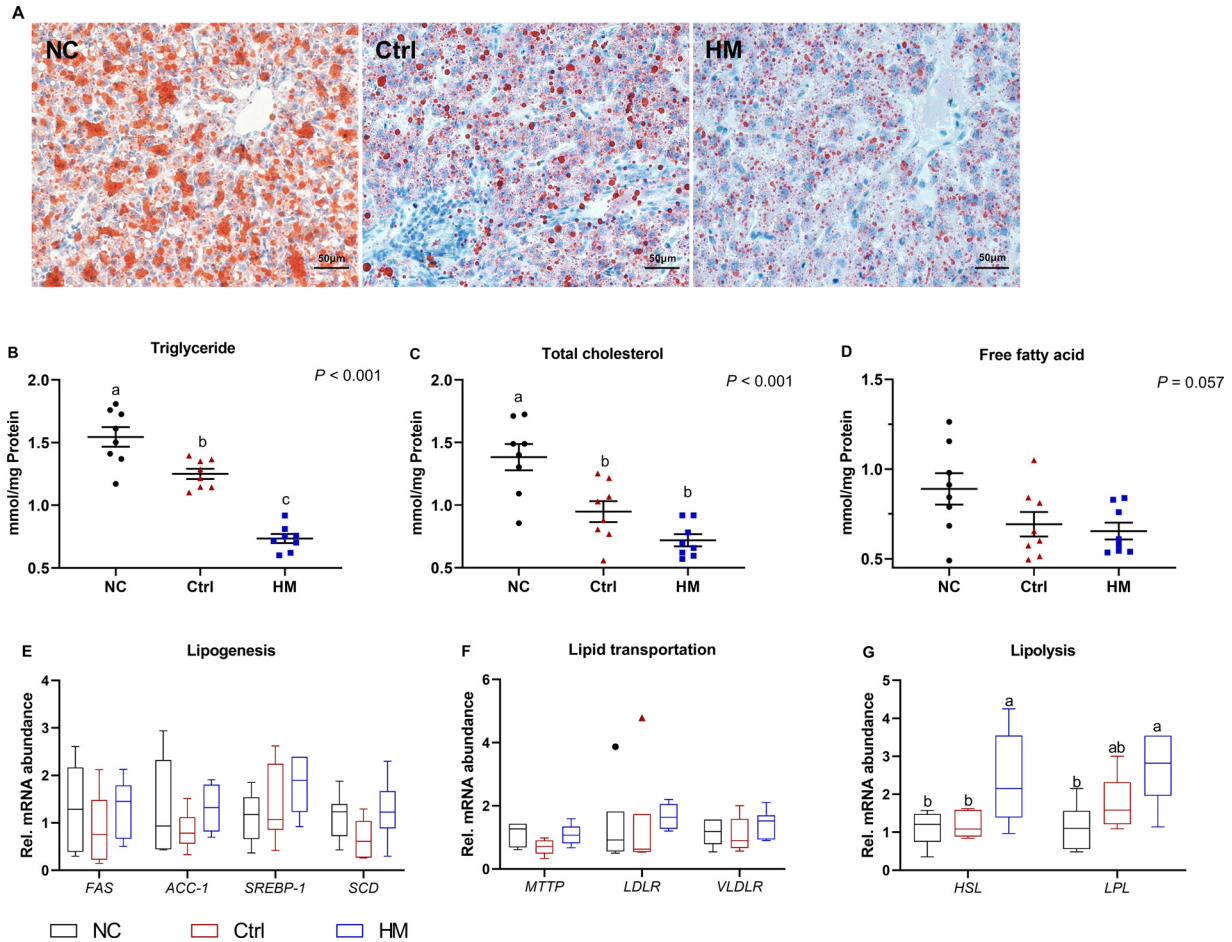 A
NC
Ctrl
HM
50μm
50μm
50μm
B
Triglyceride
P < 0.001
mmol/mg Protein
2.0
1.5
1.0
0.5
a
b
c
NC
Ctrl
HM
C
Total cholesterol
P < 0.001
mmol/mg Protein
2.0
1.5
1.0
0.5
a
b
b
NC
Ctrl
HM
D
Free fatty acid
P = 0.057
mmol/mg Protein
1.5
1.0
0.5
NC
Ctrl
HM
E
Lipogenesis
Rel. mRNA abundance
4
3
2
1
0
FAS
ACC-1
SREBP-1
SCD
F
Lipid transportation
Rel. mRNA abundance
6
4
2
0
MTTP
LDLR
VLDLR
G
Lipolysis
Rel. mRNA abundance
5
4
3
2
1
0
b
b
a
b
ab
a
HSL
LPL
NC
Ctrl
HM